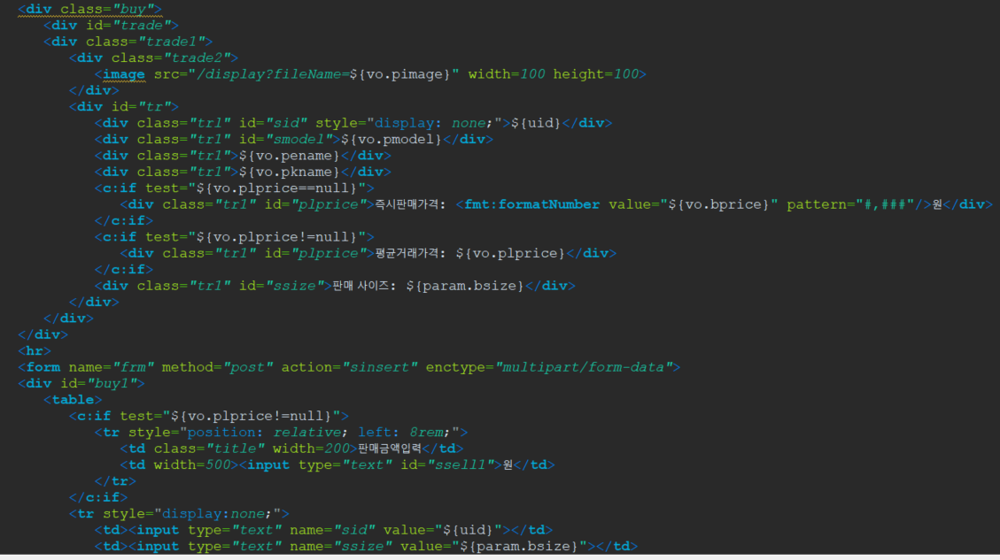 <div class="buy">
<div id="trade">
<div class="trade1">
<div class="trade2">
<image src="/display?fileName=${vo.pimage}" width=100 height=100>
</div>
<div id="tr">
<div class="tr1" id="sid" style="display: none;">${uid}</div>
<div class="tr1" id="smodel">${vo.pmodel}</div>
<div class="tr1">${vo.pename}</div>
<div class="tr1">${vo.pkname}</div>
<c:if test="${vo.plprice==null}">
<div class="tr1" id="plprice">즉시판매가격: <fmt:formatNumber value="${vo.bprice}" pattern="#,###"/>원</div>
</c:if>
<c:if test="${vo.plprice!=null}">
<div class="tr1" id="plprice">평균거래가격: ${vo.plprice}</div>
</c:if>
<div class="tr1" id="ssize">판매 사이즈: ${param.bsize}</div>
</div>
</div>
</div>
<hr>
<form name="frm" method="post" action="sinsert" enctype="multipart/form-data">
<div id="buy1">
<table>
<c:if test="${vo.plprice!=null}">
<tr style="position: relative; left: 8rem;">
<td class="title" width=200>판매금액입력</td>
<td width=500><input type="text" id="ssell1">원</td>
</tr>
</c:if>
<tr style="display:none;">
<td><input type="text" name="sid" value="${uid}"></td>
<td><input type="text" name="ssize" value="${param.bsize}"></td>